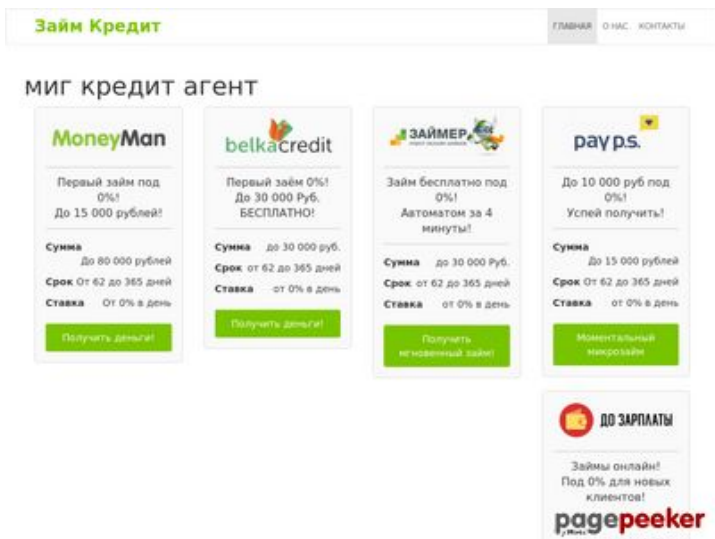 Займ Кредит
ГЛАВНАЯ О НАС КОНТАКТЫ
миг кредит агент
MoneyMan
Первый займ под
0%!
До 15 000 рублей!
Сумма
До 80 000 рублей
Срок От 62 до 365 дней
Ставка От 0% в день
Получить деньги!
belkacredit
Первый заём 0%!
До 30 000 Руб.
БЕСПЛАТНО!
Сумма до 30 000 руб.
Срок от 62 до 365 дней
Ставка от 0% в день
Получить деньги!
ЗАЙМЕР
Займ бесплатно под
0%!
Автоматом за 4
минуты!
Сумма до 30 000 Руб.
Срок от 62 до 365 дней
Ставка от 0% в день
Получить
мгновенный займ!
pay p.s.
До 10 000 руб под
0%!
Успей получить!
Сумма
До 15 000 рублей
Срок От 62 до 365 дней
Ставка от 0% в день
Моментальный
микрозайм
ДО ЗАРПЛАТЫ
Займы онлайн!
Под 0% для новых
клиентов!
pagepeeker